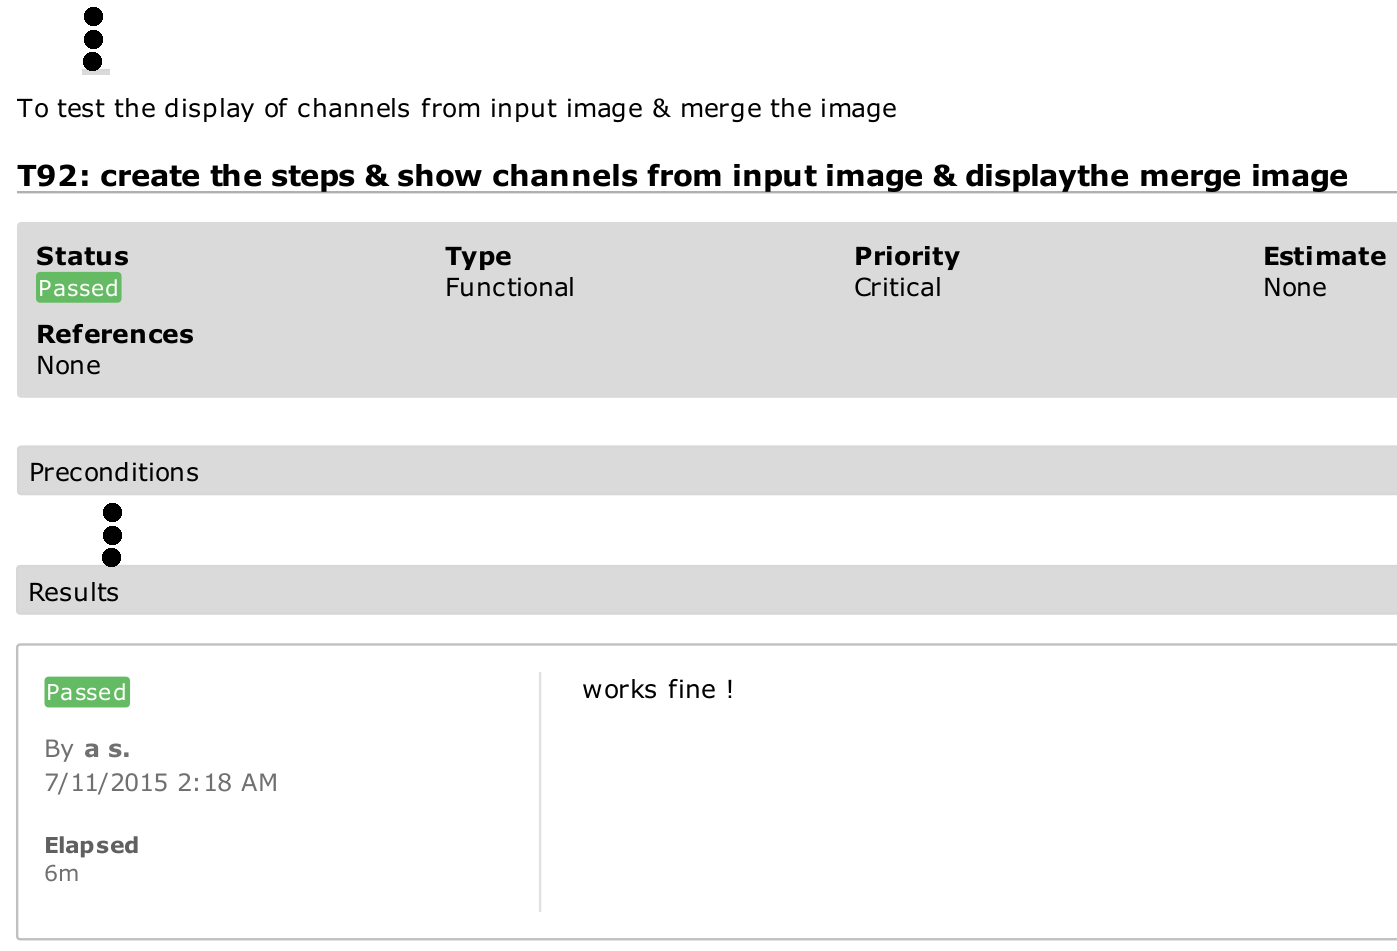 To test the display of channels from input image & merge the image
T92: create the steps & show channels from input image & displaythe merge image
Status Type Priority Estimate
Passed Functional Critical None
References
None
Preconditions
Results
Passed works fine !
By a s.
7/11/2015 2:18 AM
Elapsed
6m